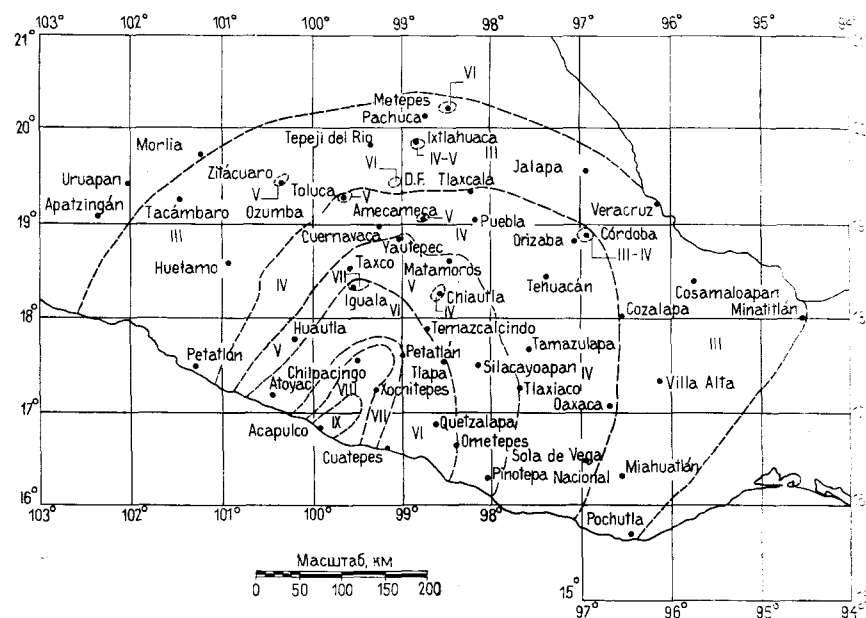 103° 102° 101° 100° 99° 98° 97° 96° 95° 94°
21°
20°
19°
18°
17°
16°
VI
Metepes
Pachuca
Tepeji del Rio
Ixtlahuaca
IV-V
III
Morlia
Zitácuaro
VI
D.F.
Tlaxcala
Jalapa
Uruapan
V
Toluca
V
Apatzingán
Ozumba
Tacámbaro
Amecameca
V
Puebla
Veracruz
III
Cuernavaca
IV
Orizaba
Córdoba
Yautepec
III-IV
Taxco
Huetamo
VII
Matamoros
V
Tehuacán
IV
Iguala
Chiautla
Cosamaloapan
VI
IV
Cozalapa
Minatitlán
Huautla
Temazcalcindo
V
Petatlán
Tamazulapa
III
Petatlán
Chilpacingo
Tlapa
Silacayoapan
Atoyac
VIII
Xochitepes
Tlaxiaco
IV
Villa Alta
Oaxaca
Acapulco
IX
VII
VI
Quetzalapa
Ometepes
Cuatepes
Sola de Vega
Pinotepa Nacional
Miahuatlán
Pochutla
103° 102° 101° 100° 99° 98°
Масштаб, км
0 50 100 150 200
15°
97° 96° 95° 94°